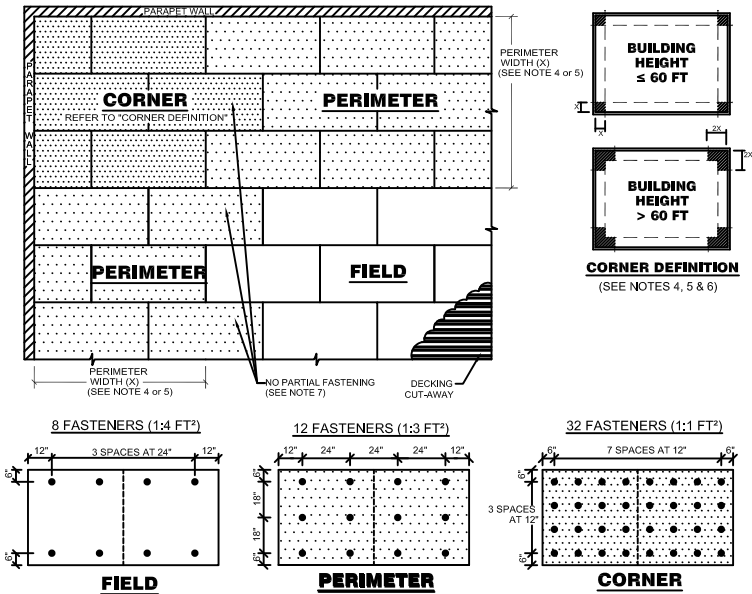 PARAPET WALL
PARAPET WALL
CORNER
REFER TO "CORNER DEFINITION"
PERIMETER
PERIMETER
WIDTH (X)
(SEE NOTE 4 or 5)
PERIMETER
FIELD
PERIMETER
WIDTH (X)
(SEE NOTE 4 or 5)
NO PARTIAL FASTENING
(SEE NOTE 7)
DECKING
CUT-AWAY
BUILDING
HEIGHT
≤ 60 FT
X
X
2X
2X
BUILDING
HEIGHT
> 60 FT
CORNER DEFINITION
(SEE NOTES 4, 5 & 6)
8 FASTENERS (1:4 FT²)
12" 3 SPACES AT 24" 12"
6"
6"
FIELD
12 FASTENERS (1:3 FT²)
12" 24" 24" 24" 12"
6"
18"
18"
6"
PERIMETER
32 FASTENERS (1:1 FT²)
6" 7 SPACES AT 12" 6"
6"
3 SPACES
AT 12"
6"
CORNER